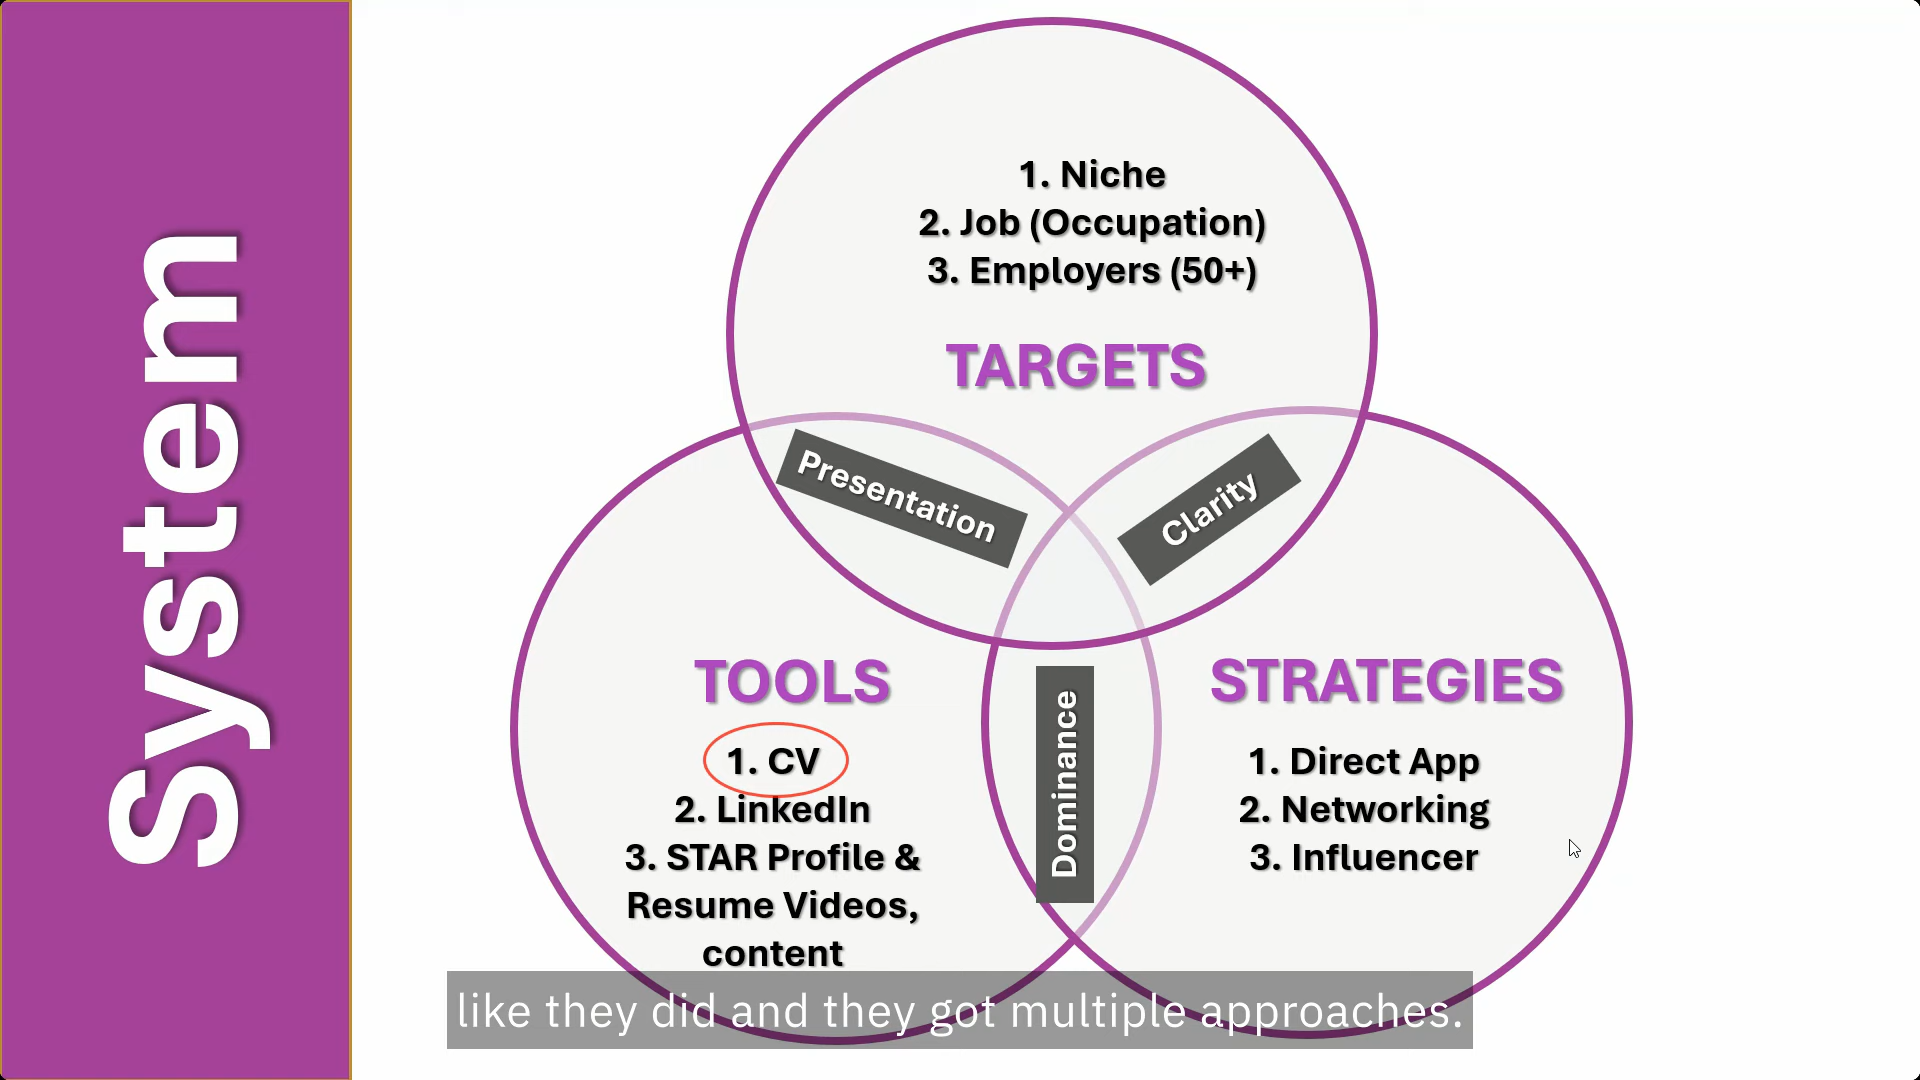 System
1. Niche
2. Job (Occupation)
3. Employers (50+)
TARGETS
Presentation
Clarity
TOOLS
1. CV
2. LinkedIn
3. STAR Profile &
Resume Videos,
content
Dominance
STRATEGIES
1. Direct App
2. Networking
3. Influencer
like they did and they got multiple approaches.